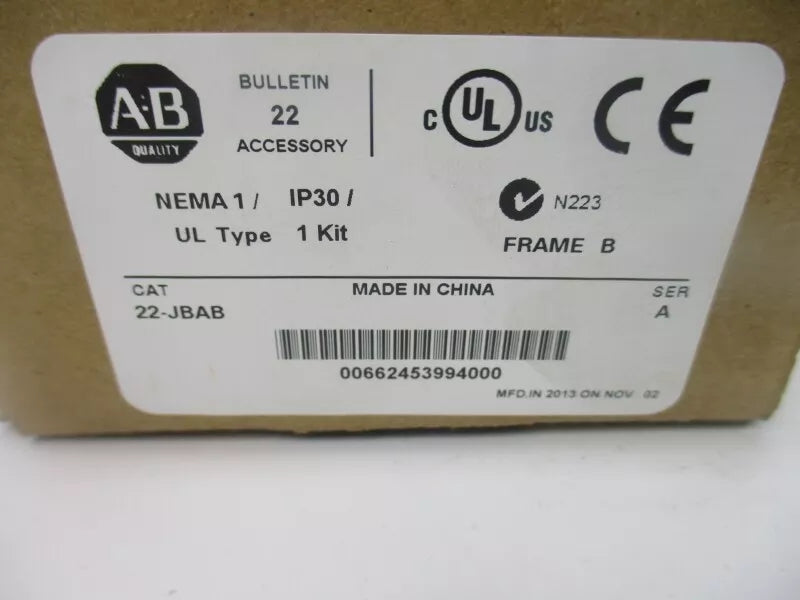 A-B
QUALITY
BULLETIN
22
ACCESSORY
C UL US
CE
NEMA 1 / IP30 /
UL Type 1 Kit
N223
FRAME B
CAT
22-JBAB
MADE IN CHINA
SER
A
00662453994000
MFD.IN 2013 ON NOV 02